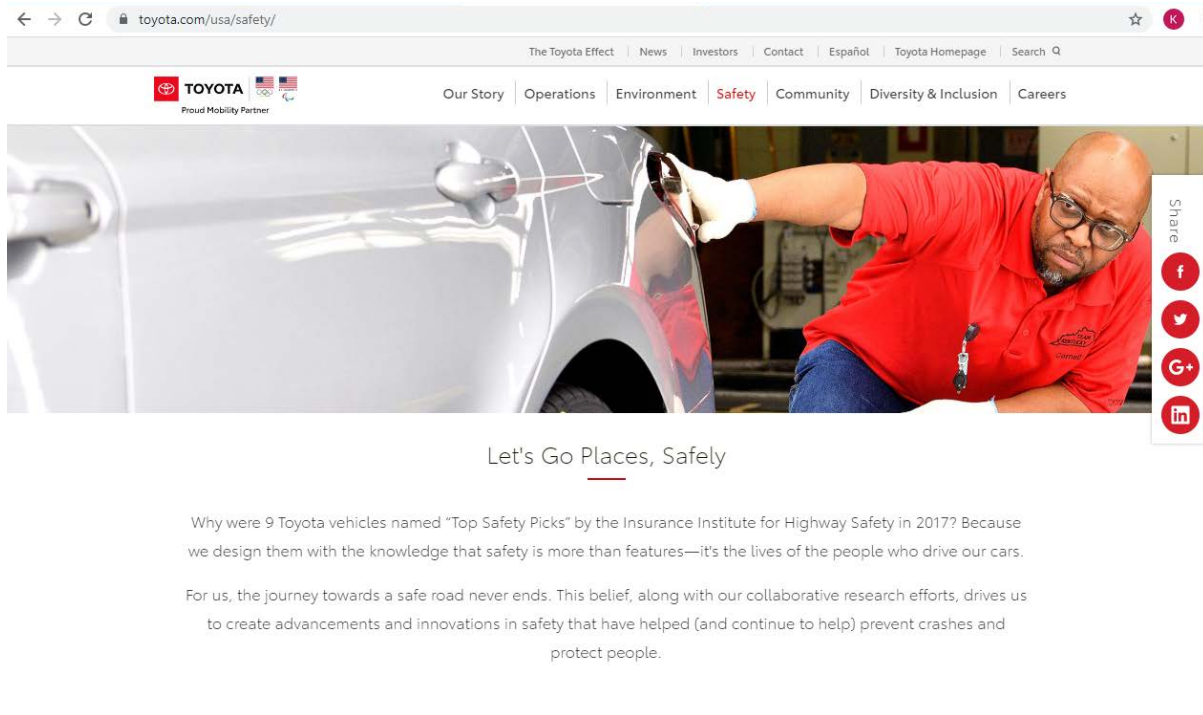 toyota.com/usa/safety/
K
The Toyota Effect | News | Investors | Contact | Español | Toyota Homepage | Search
TOYOTA
Proud Mobility Partner
Our Story | Operations | Environment | Safety | Community | Diversity & Inclusion | Careers
Share
f
G+
in
TEAM
KENTUCKY
Cornell
Let's Go Places, Safely
Why were 9 Toyota vehicles named “Top Safety Picks” by the Insurance Institute for Highway Safety in 2017? Because
we design them with the knowledge that safety is more than features—it's the lives of the people who drive our cars.
For us, the journey towards a safe road never ends. This belief, along with our collaborative research efforts, drives us
to create advancements and innovations in safety that have helped (and continue to help) prevent crashes and
protect people.